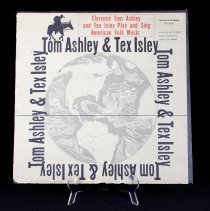 Clarence Tom Ashley
and Tex Isley Play and Sing
American Folk Music
Tom Ashley & Tex Isley
Tom Ashley & Tex Isley
Tom Ashley & Tex Isley
Tom Ashley & Tex Isley